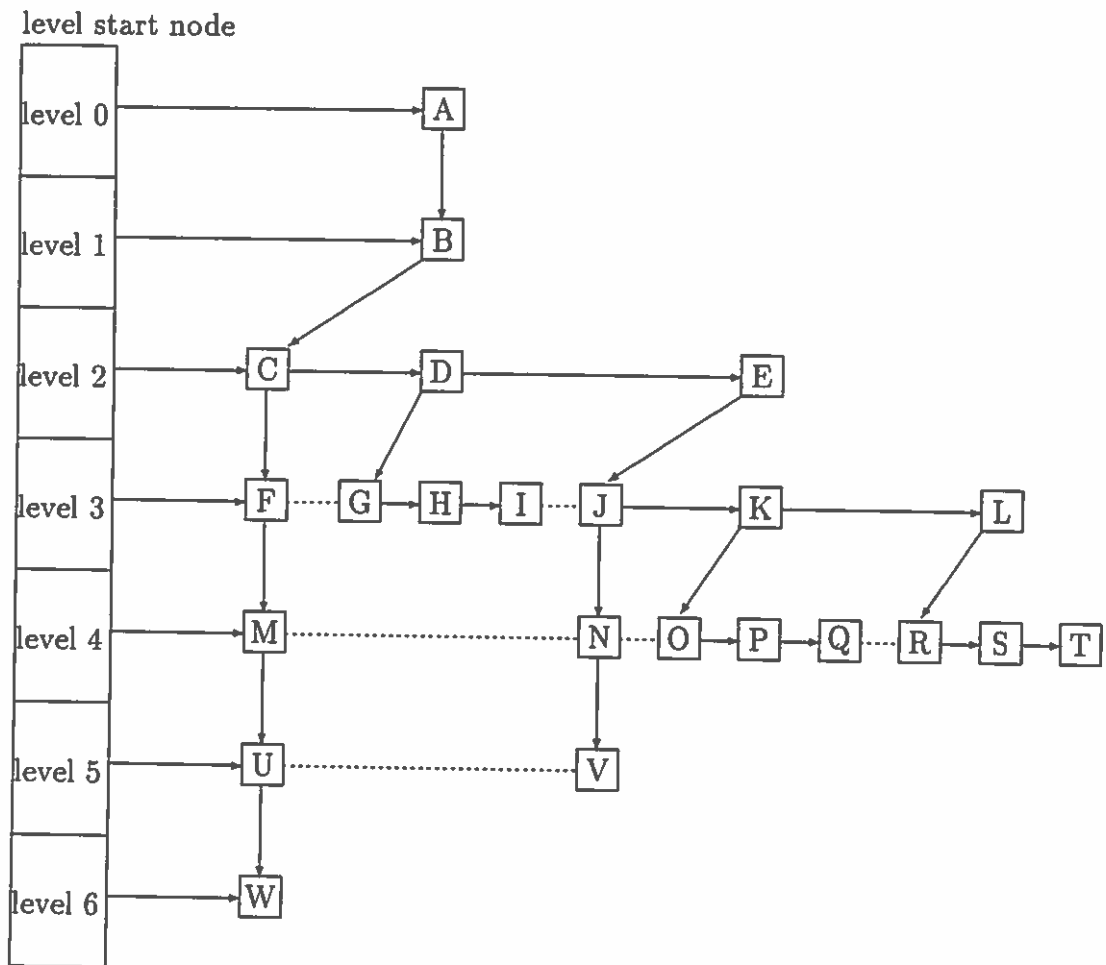 level start node
level 0 A
level 1 B
level 2 C D E
level 3 F G H I J K L
level 4 M N O P Q R S T
level 5 U V
level 6 W